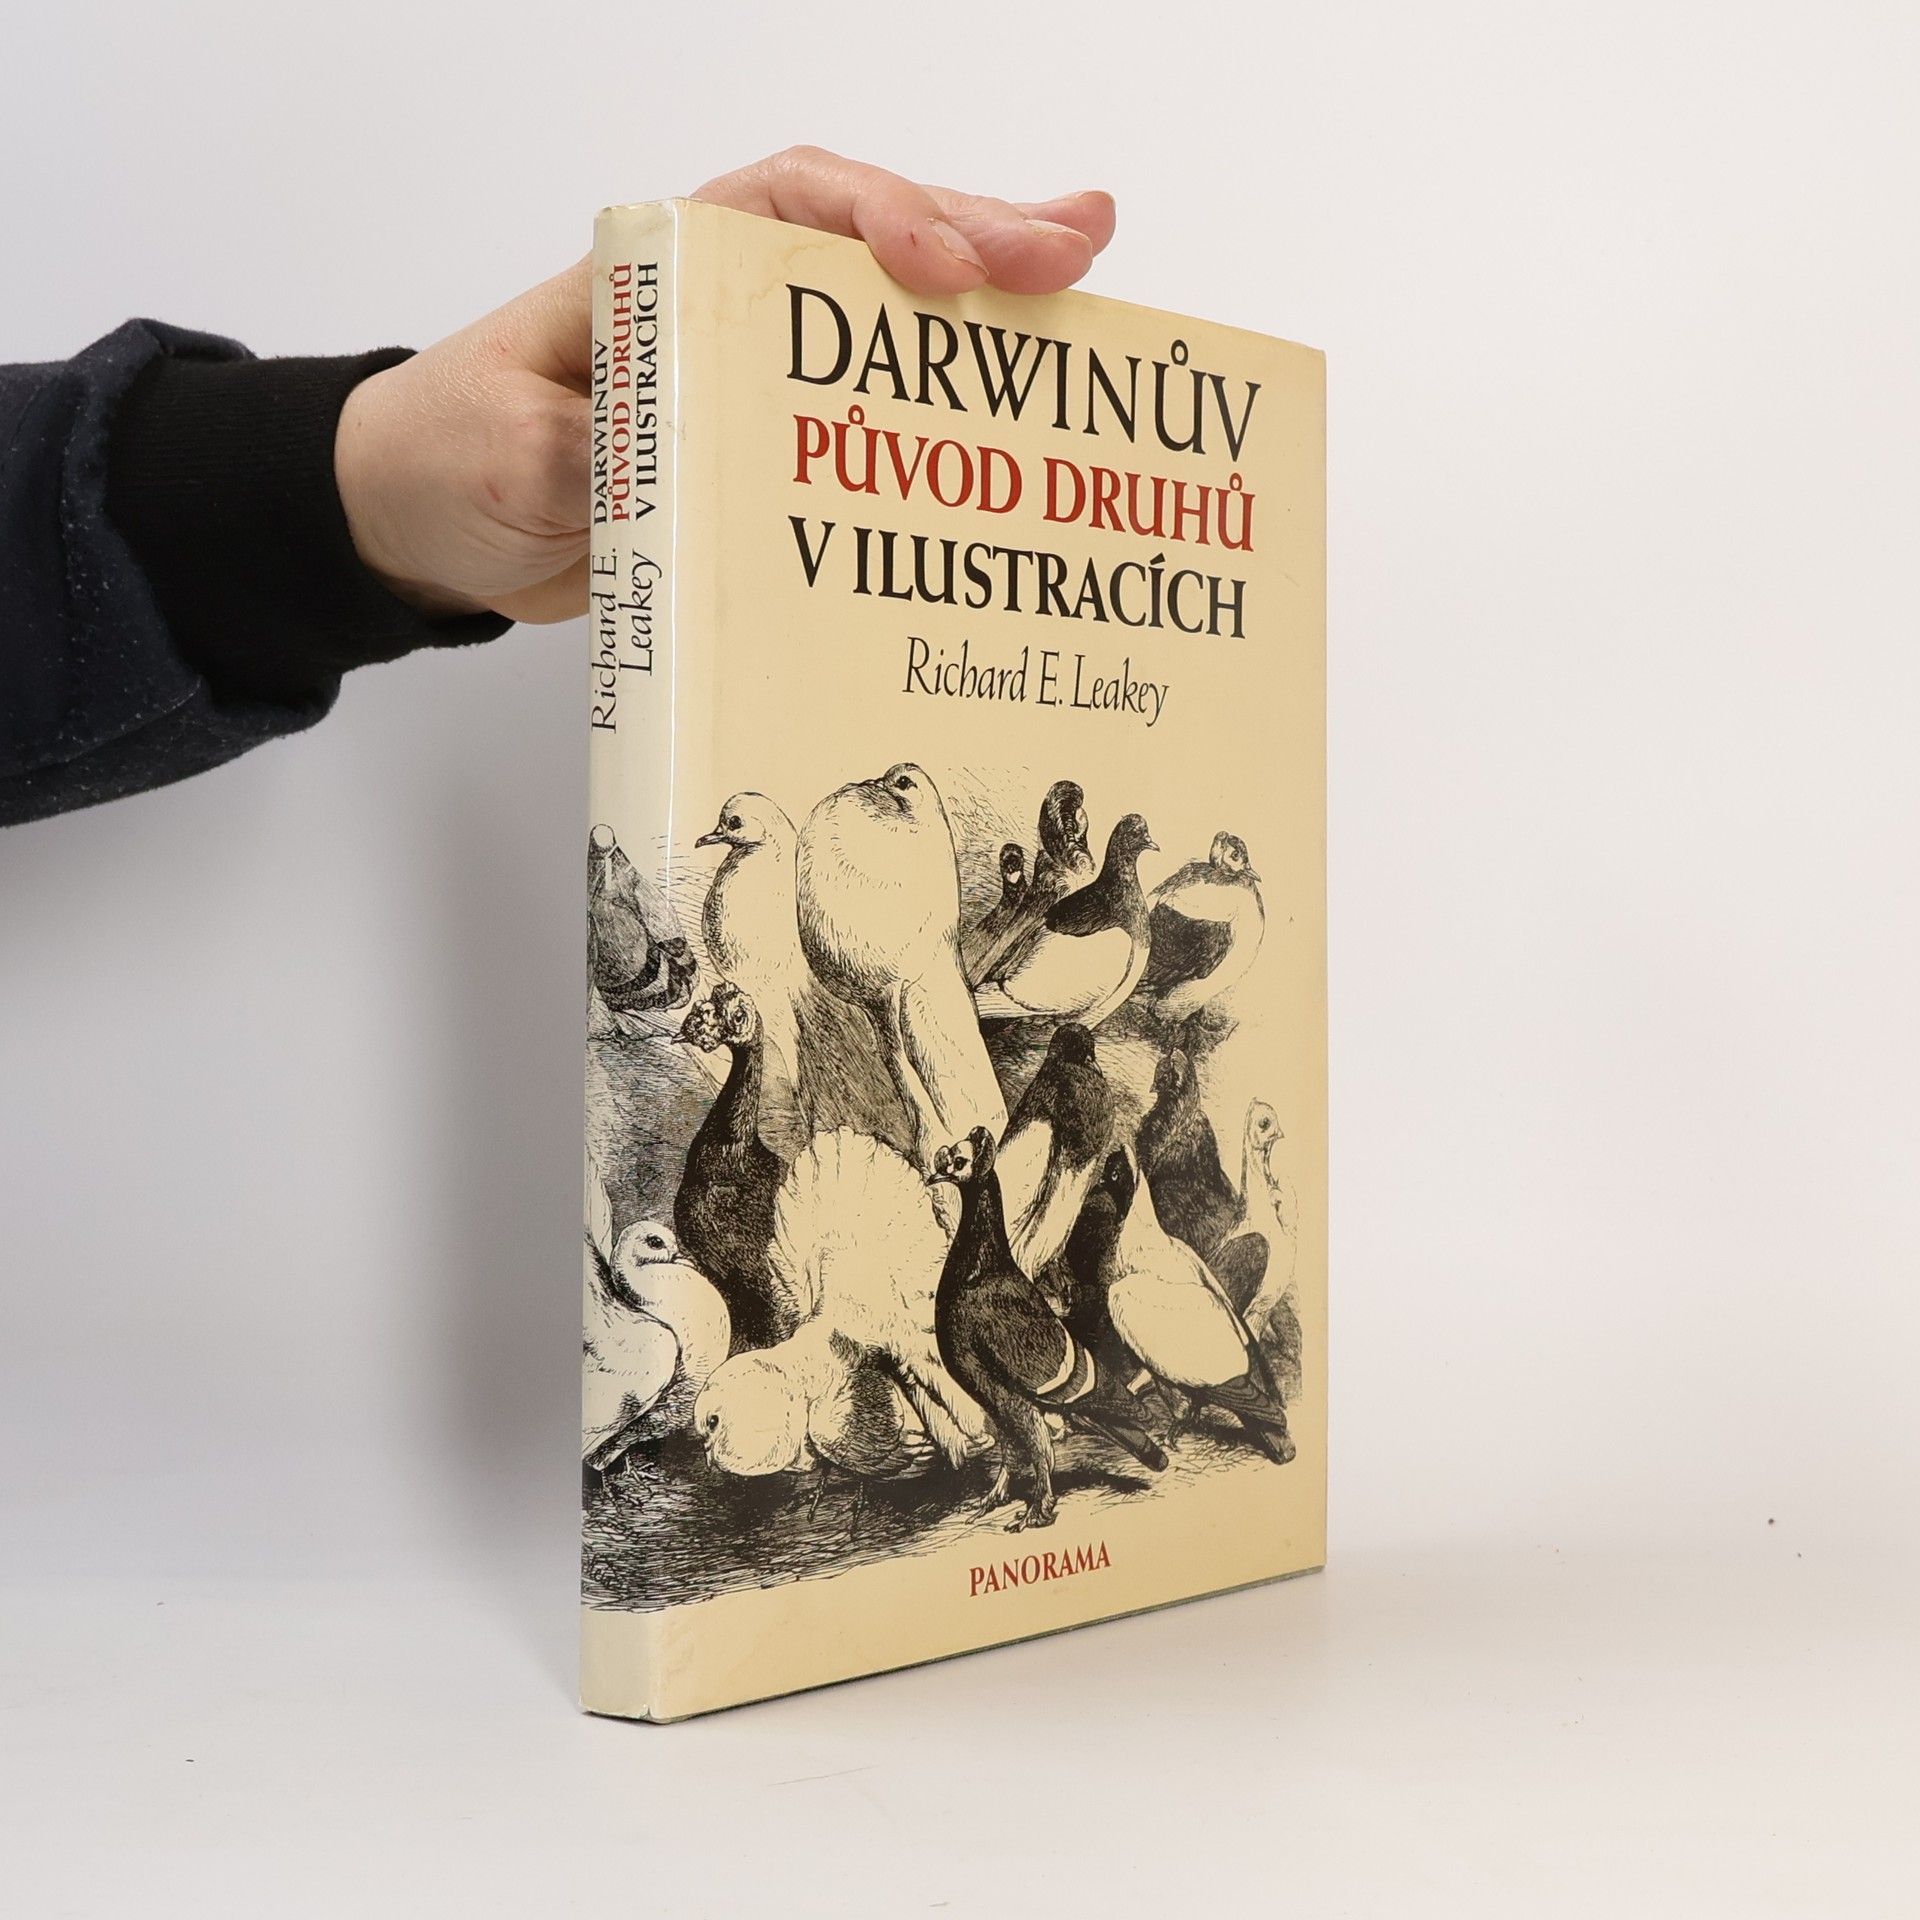 DARWINŮV
PŮVOD DRUHŮ
V ILUSTRACÍCH
Richard E. Leakey
PANORAMA
Richard E.
Leakey
DARWINŮV
PŮVOD DRUHŮ
V ILUSTRACÍCH